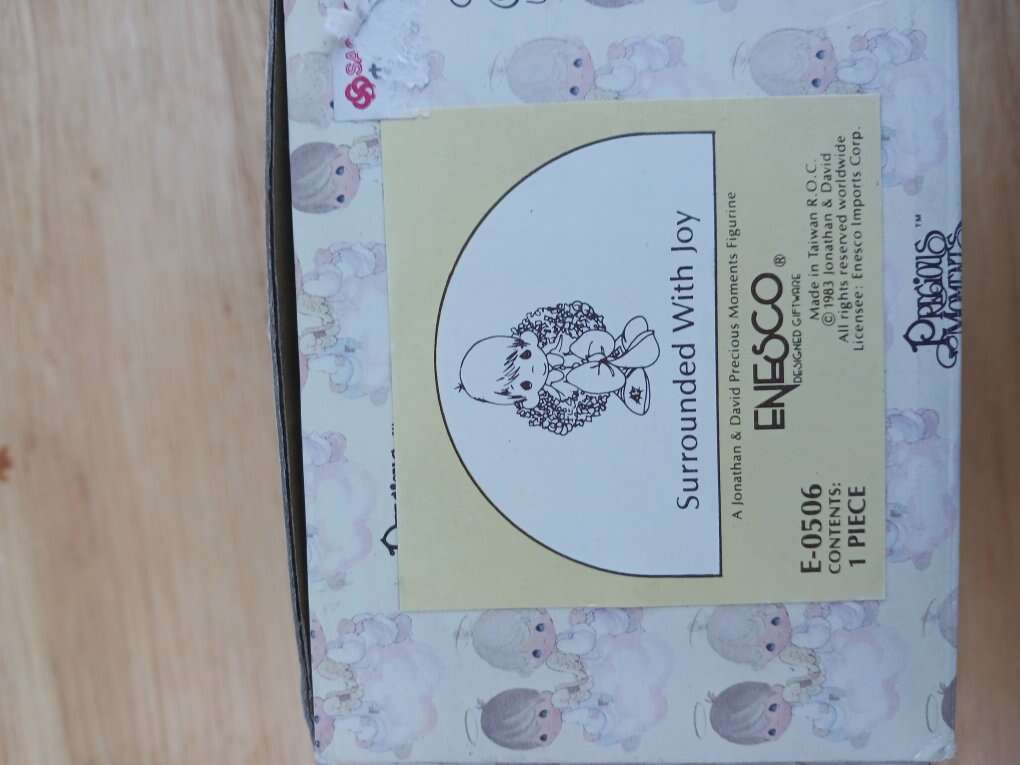 Surrounded With Joy
A Jonathan & David Precious Moments Figurine
ENESCO®
DESIGNED GIFTWARE
E-0506
CONTENTS:
1 PIECE
Made in Taiwan R.O.C.
© 1983 Jonathan & David
All rights reserved worldwide
Licensee: Enesco Imports Corp.
PRECIOUS MOMENTS™